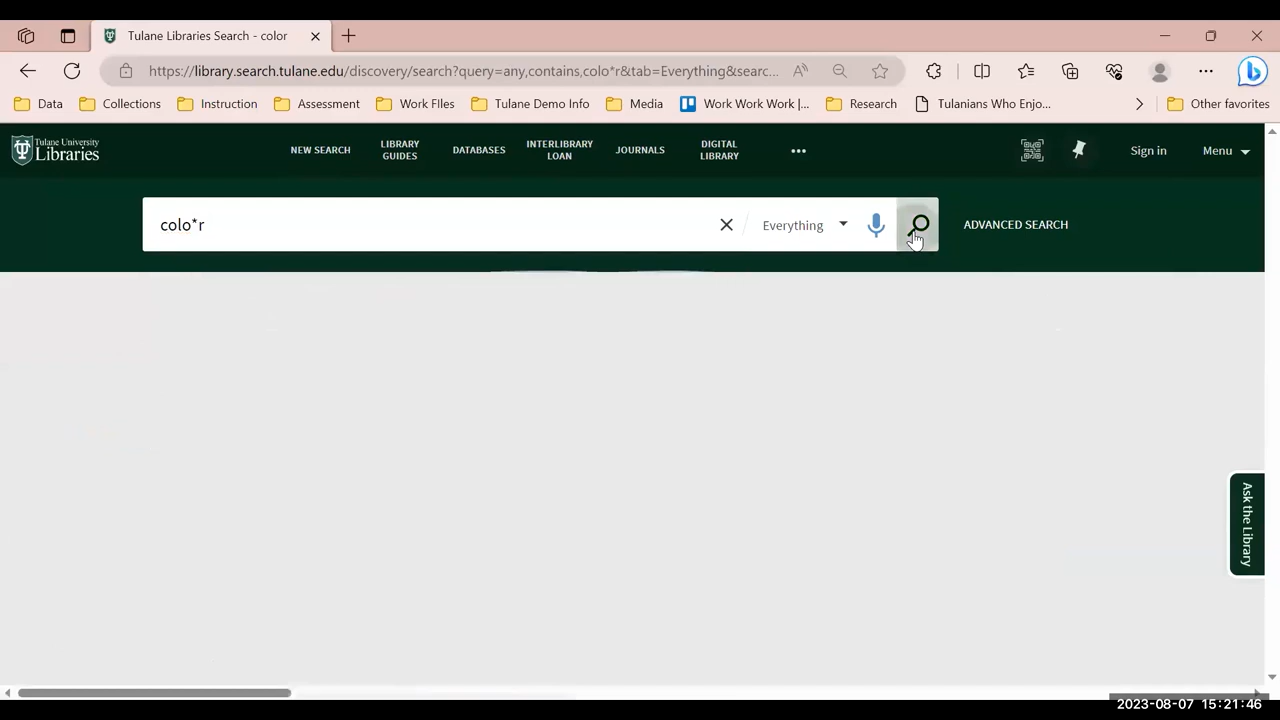 Tulane Libraries Search - color
https://library.search.tulane.edu/discovery/search?query=any,contains,colo*r&tab=Everything&searc...
Data Collections Instruction Assessment Work FIles Tulane Demo Info Media Work Work Work |... Research Tulanians Who Enjo... Other favorites
Tulane University
Libraries
NEW SEARCH
LIBRARY
GUIDES
DATABASES
INTERLIBRARY
LOAN
JOURNALS
DIGITAL
LIBRARY
Sign in
Menu
colo*r
Everything
ADVANCED SEARCH
Ask the Library
2023-08-07 15:21:46